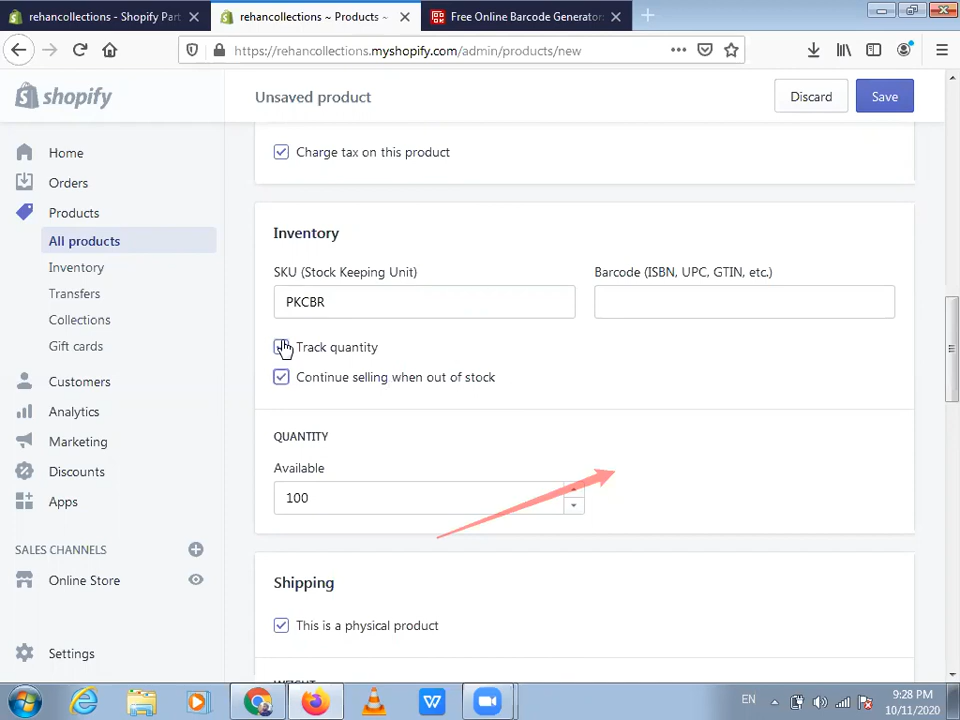 rehancollections - Shopify Part
rehancollections ~ Products ~
Free Online Barcode Generator:
https://rehancollections.myshopify.com/admin/products/new
shopify
Unsaved product
Discard
Save
Home
Orders
Products
All products
Inventory
Transfers
Collections
Gift cards
Customers
Analytics
Marketing
Discounts
Apps
SALES CHANNELS
Online Store
Settings
Charge tax on this product
Inventory
SKU (Stock Keeping Unit)
Barcode (ISBN, UPC, GTIN, etc.)
PKCBR
Track quantity
Continue selling when out of stock
QUANTITY
Available
100
Shipping
This is a physical product
WEIGHT
EN
9:28 PM
10/11/2020